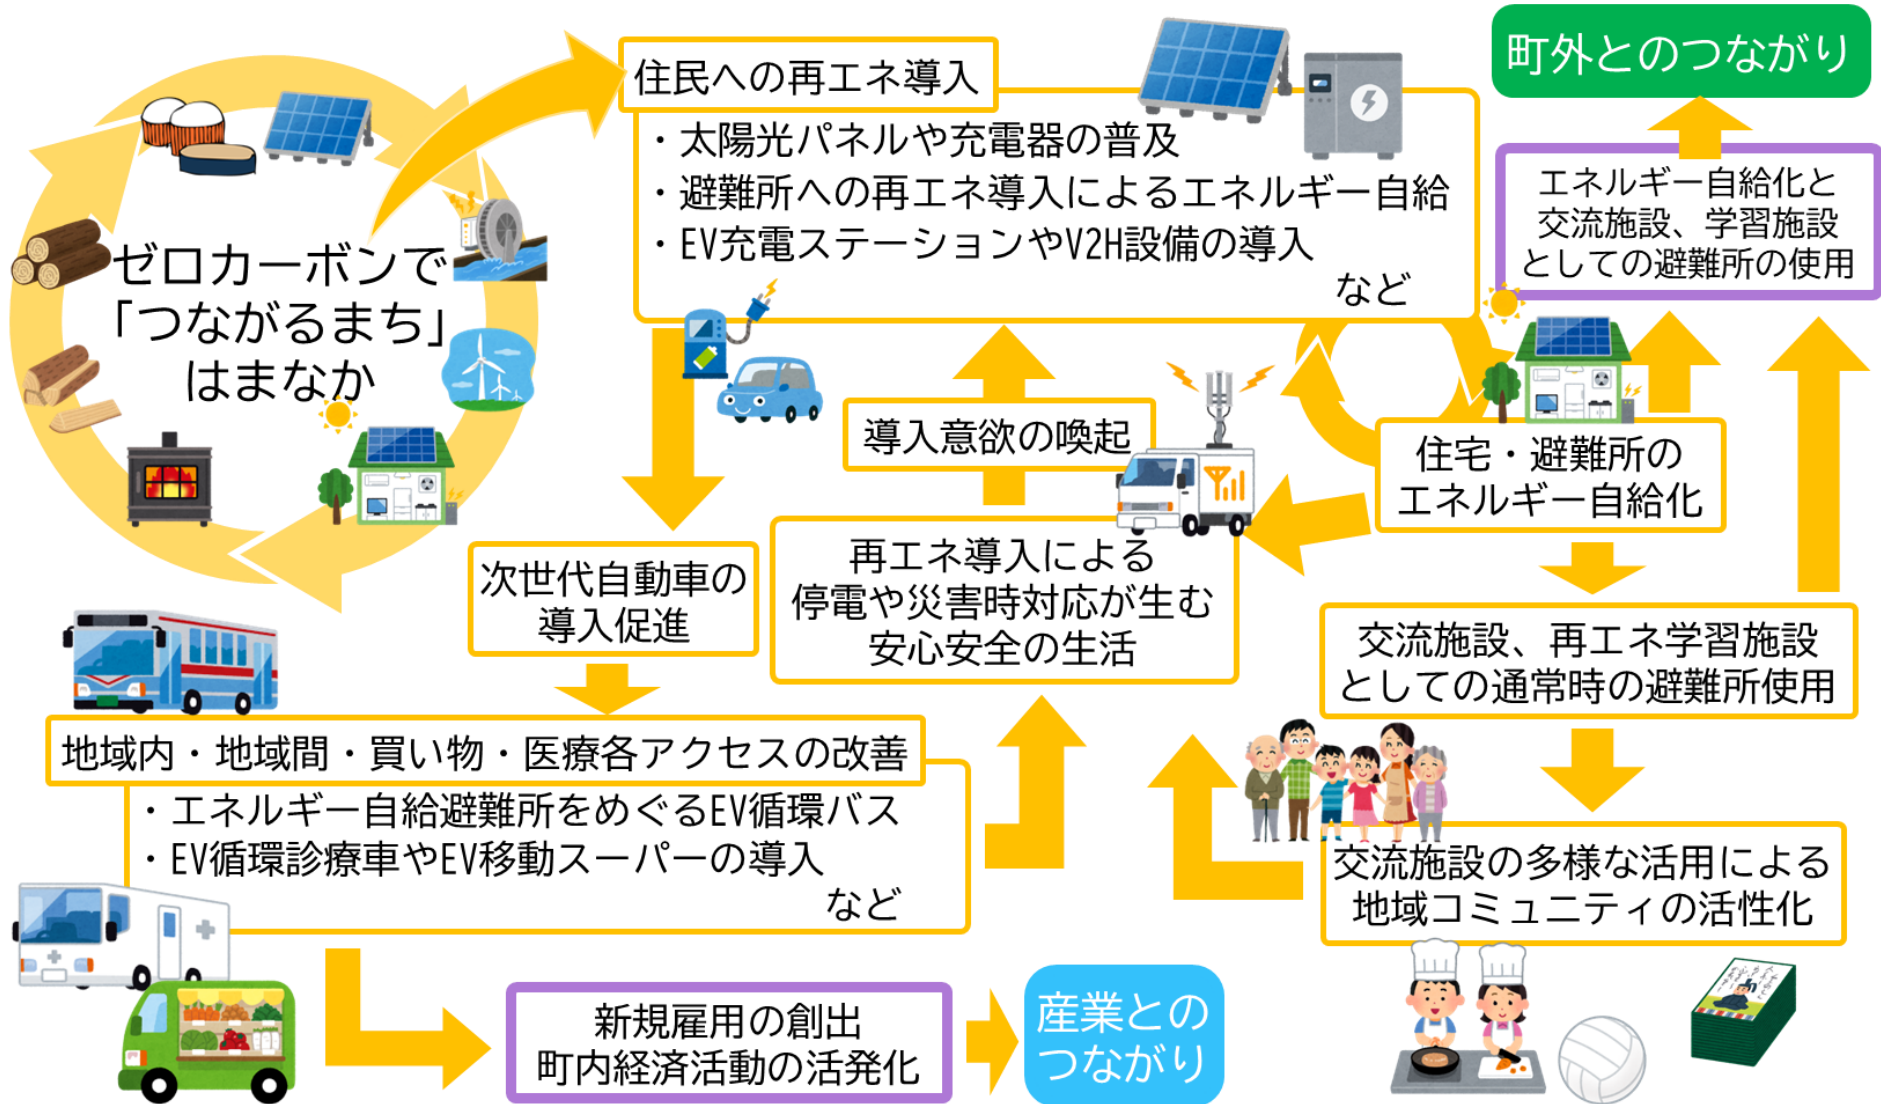 ゼロカーボンで
「つながるまち」
はまなか
住民への再エネ導入
・太陽光パネルや充電器の普及
・避難所への再エネ導入によるエネルギー自給
・EV充電ステーションやV2H設備の導入
など
町外とのつながり
エネルギー自給化と
交流施設、学習施設
としての避難所の使用
導入意欲の喚起
住宅・避難所の
エネルギー自給化
次世代自動車の
導入促進
再エネ導入による
停電や災害時対応が生む
安心安全の生活
交流施設、再エネ学習施設
としての通常時の避難所使用
地域内・地域間・買い物・医療各アクセスの改善
・エネルギー自給避難所をめぐるEV循環バス
・EV循環診療車やEV移動スーパーの導入
など
交流施設の多様な活用による
地域コミュニティの活性化
新規雇用の創出
町内経済活動の活発化
産業との
つながり